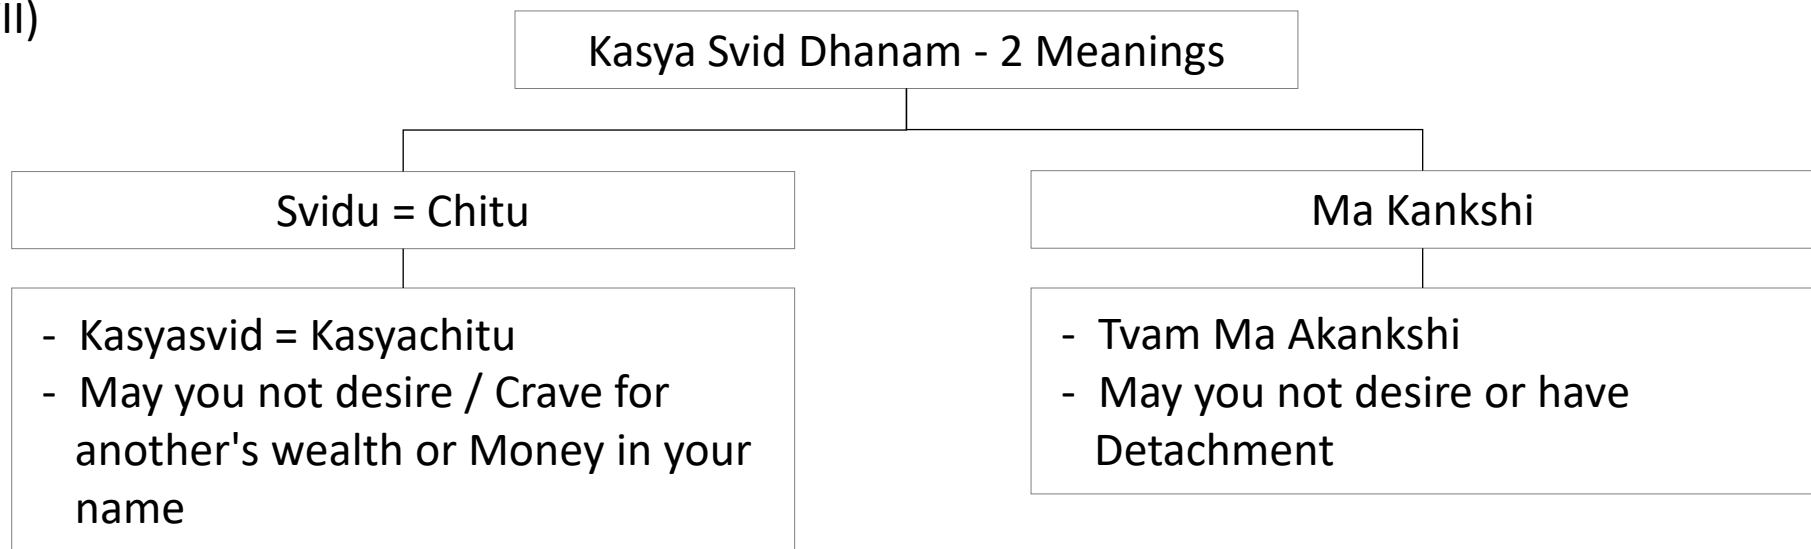 II)
Kasya Svid Dhanam - 2 Meanings
Svidu = Chitu
Ma Kankshi
- Kasyasvid = Kasyachitu
- May you not desire / Crave for
another's wealth or Money in your
name
- Tvam Ma Akankshi
- May you not desire or have
Detachment